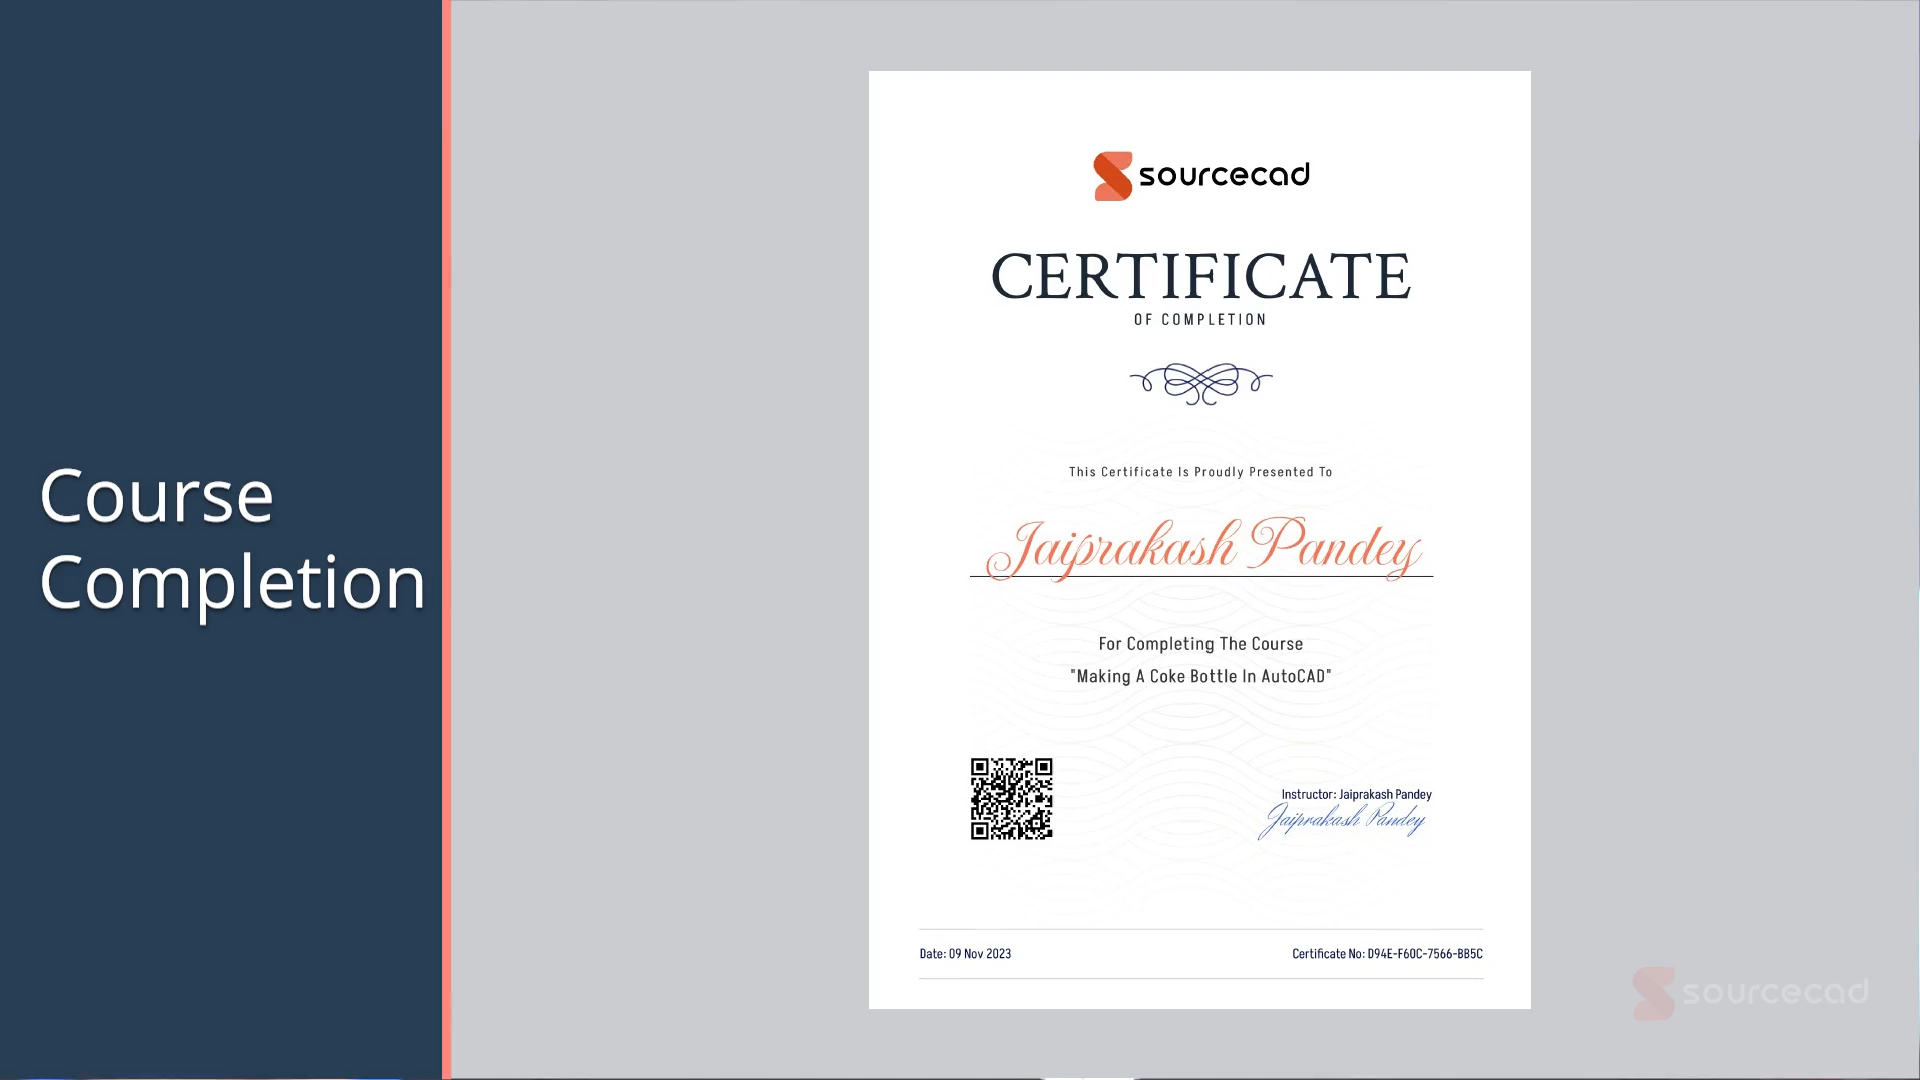 Course
Completion
sourcecad
CERTIFICATE
OF COMPLETION
This Certificate Is Proudly Presented To
Jaiprakash Pandey
For Completing The Course
"Making A Coke Bottle In AutoCAD"
Instructor: Jaiprakash Pandey
Jaiprakash Pandey
Date: 09 Nov 2023
Certificate No: D94E-F60C-7566-BB5C
sourcecad